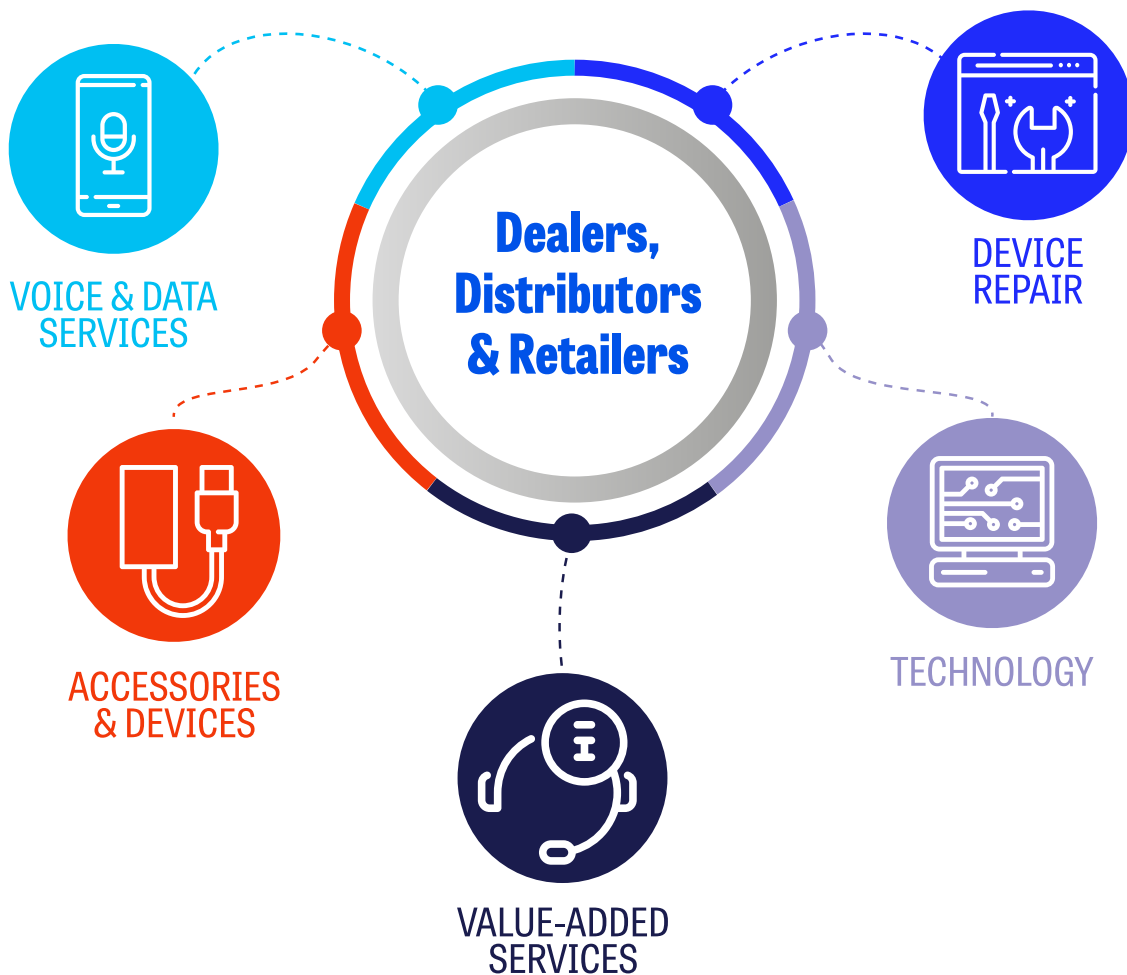 Dealers,
Distributors
& Retailers
VOICE & DATA
SERVICES
DEVICE
REPAIR
ACCESSORIES
& DEVICES
TECHNOLOGY
VALUE-ADDED
SERVICES